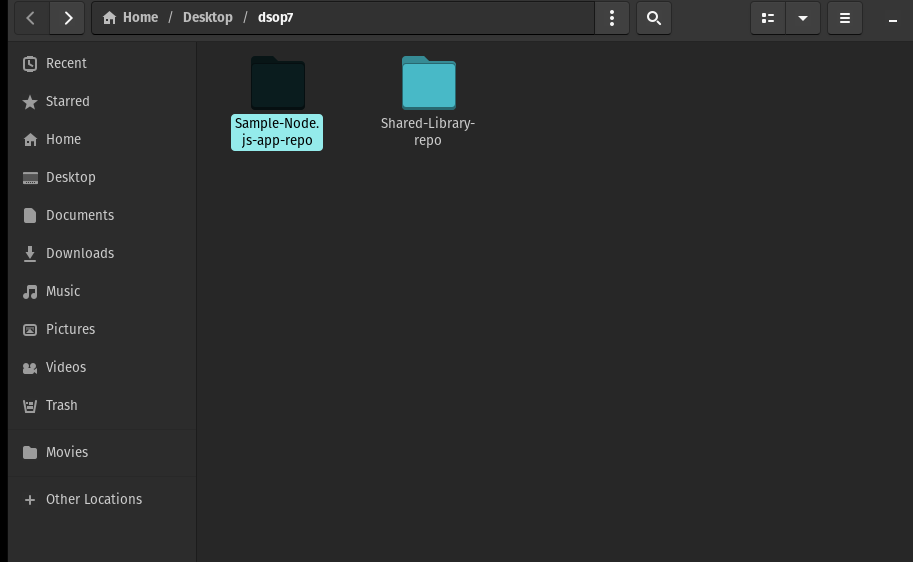 Home / Desktop / dsop7
Recent
Starred
Home
Desktop
Documents
Downloads
Music
Pictures
Videos
Trash
Movies
Other Locations
Sample-Node.
js-app-repo
Shared-Library-
repo